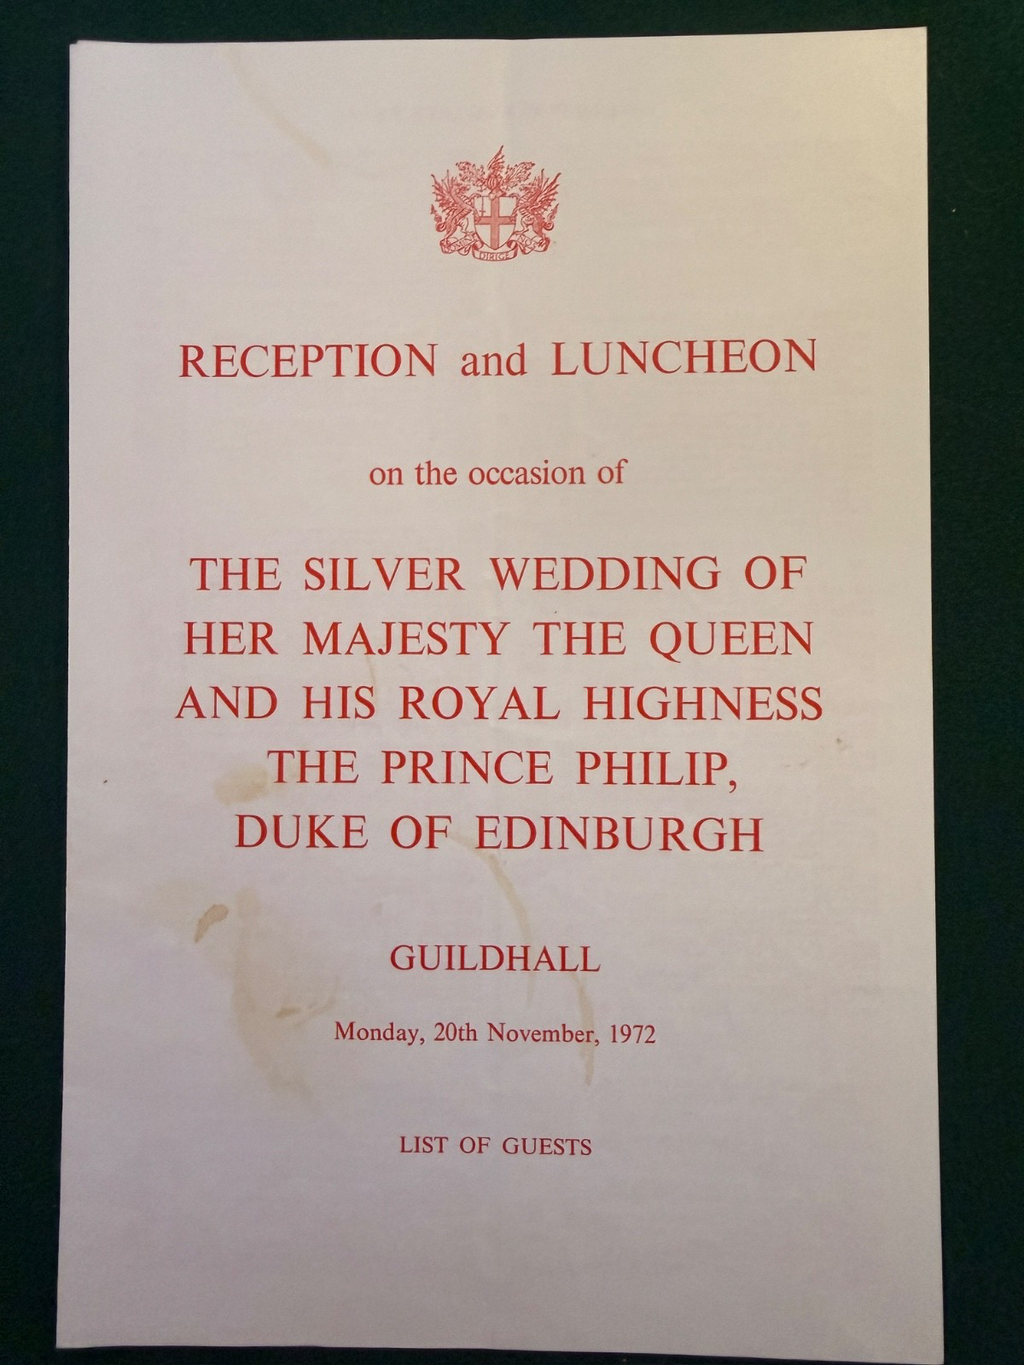 DIRIGE
RECEPTION and LUNCHEON
on the occasion of
THE SILVER WEDDING OF
HER MAJESTY THE QUEEN
AND HIS ROYAL HIGHNESS
THE PRINCE PHILIP,
DUKE OF EDINBURGH
GUILDHALL
Monday, 20th November, 1972
LIST OF GUESTS